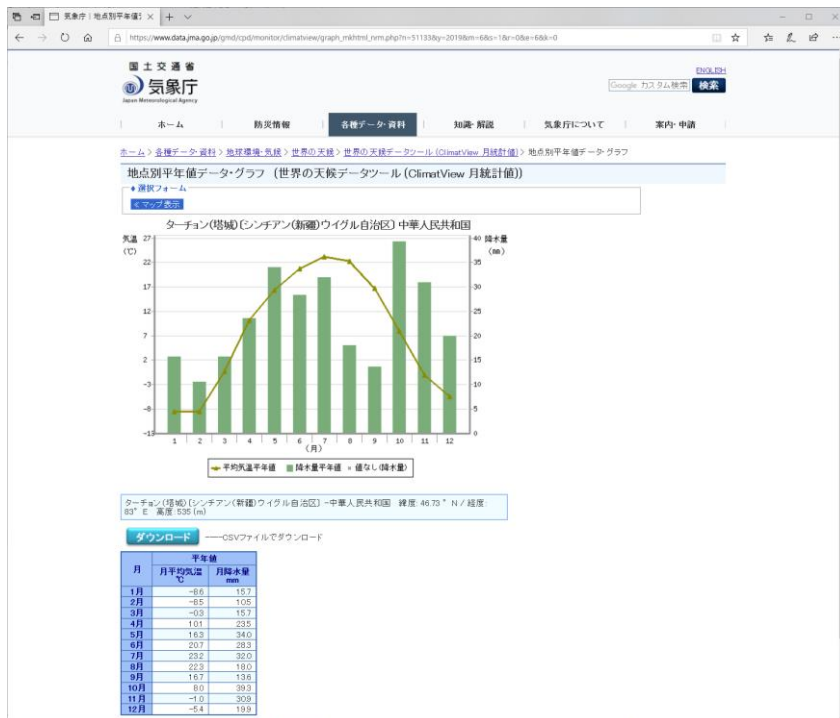 気象庁 | 地点別平年値
https://www.data.jma.go.jp/gmd/cpd/monitor/climatview/graph_mkhtml_nrm.php?n=51133&y=2019&m=6&s=1&r=0&e=6&k=0
国土交通省
気象庁
Japan Meteorological Agency
ENGLISH
Google カスタム検索 検索
ホーム 防災情報 各種データ・資料 知識・解説 気象庁について 案内・申請
ホーム > 各種データ・資料 > 地球環境・気候 > 世界の天候 > 世界の天候データツール (ClimatView 月統計値) > 地点別平年値データ・グラフ
地点別平年値データ・グラフ (世界の天候データツール (ClimatView 月統計値))
選択フォーム
≪マップ表示
ターチョン(塔城) [シンチアン(新疆)ウイグル自治区] 中華人民共和国
気温 27 40 降水量
(℃) (mm)
22 35
17 30
12 25
7 20
2 15
-3 10
-8 5
-13 0
1 2 3 4 5 6 7 8 9 10 11 12
(月)
平均気温平年値 降水量平年値 × 値なし(降水量)
ターチョン(塔城) [シンチアン(新疆)ウイグル自治区] -中華人民共和国 緯度: 46.73° N / 経度:
83° E 高度: 535 (m)
ダウンロード ――CSVファイルでダウンロード
月 平年値
月平均気温 ℃ 月降水量 mm
1月 -8.6 15.7
2月 -8.5 10.5
3月 -0.3 15.7
4月 10.1 23.5
5月 16.3 34.0
6月 20.7 28.3
7月 23.2 32.0
8月 22.3 18.0
9月 16.7 13.6
10月 8.0 39.3
11月 -1.0 30.9
12月 -5.4 19.9